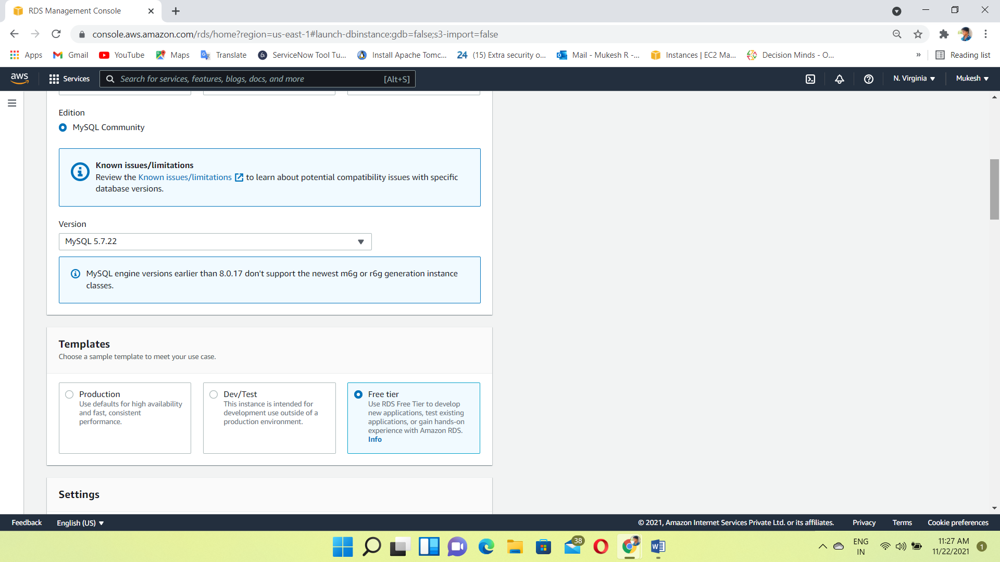 RDS Management Console
console.aws.amazon.com/rds/home?region=us-east-1#launch-dbinstance:gdb=false;s3-import=false
Apps Gmail YouTube Maps Translate ServiceNow Tool Tu... Install Apache Tomc... 24 (15) Extra security o... Mail - Mukesh R -... Instances | EC2 Ma... Decision Minds - O... » Reading list
aws Services Search for services, features, blogs, docs, and more [Alt+S] N. Virginia Mukesh
Edition
MySQL Community
Known issues/limitations
Review the Known issues/limitations to learn about potential compatibility issues with specific
database versions.
Version
MySQL 5.7.22
MySQL engine versions earlier than 8.0.17 don't support the newest m6g or r6g generation instance
classes.
Templates
Choose a sample template to meet your use case.
Production
Use defaults for high availability
and fast, consistent
performance.
Dev/Test
This instance is intended for
development use outside of a
production environment.
Free tier
Use RDS Free Tier to develop
new applications, test existing
applications, or gain hands-on
experience with Amazon RDS.
Info
Settings
Feedback English (US) © 2021, Amazon Internet Services Private Ltd. or its affiliates. Privacy Terms Cookie preferences
38
ENG
IN
11:27 AM
11/22/2021
1